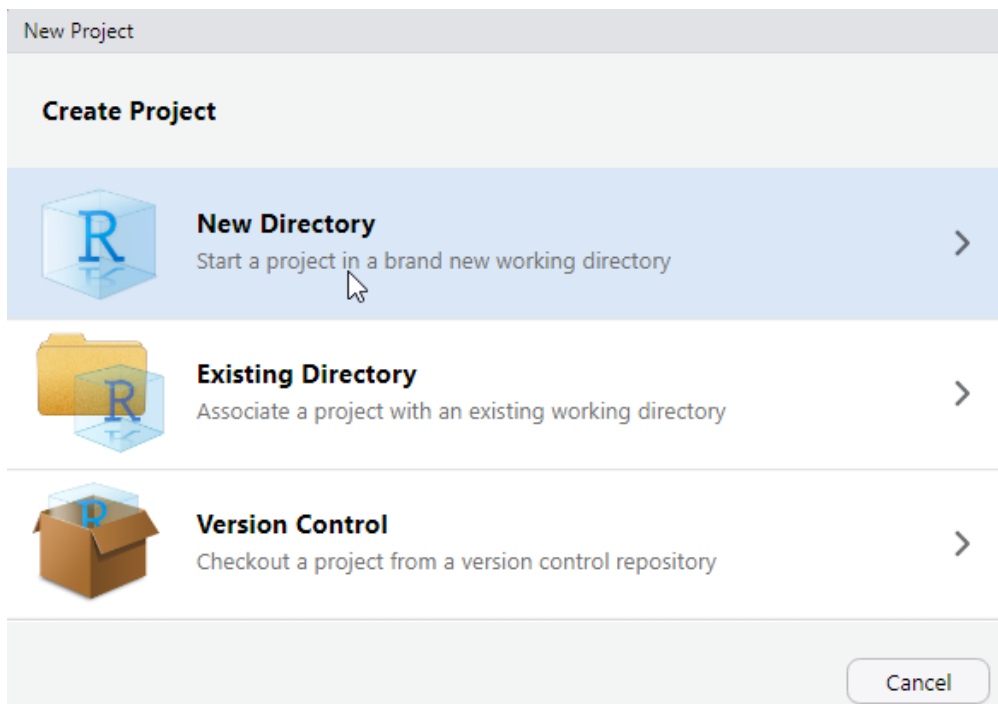 New Project
Create Project
R
New Directory
Start a project in a brand new working directory
R
Existing Directory
Associate a project with an existing working directory
R
Version Control
Checkout a project from a version control repository
Cancel